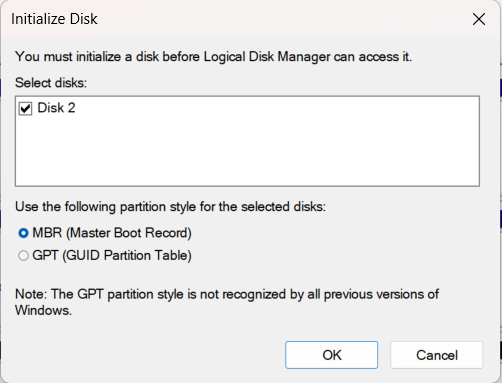 Initialize Disk
You must initialize a disk before Logical Disk Manager can access it.
Select disks:
Disk 2
Use the following partition style for the selected disks:
MBR (Master Boot Record)
GPT (GUID Partition Table)
Note: The GPT partition style is not recognized by all previous versions of
Windows.
OK
Cancel